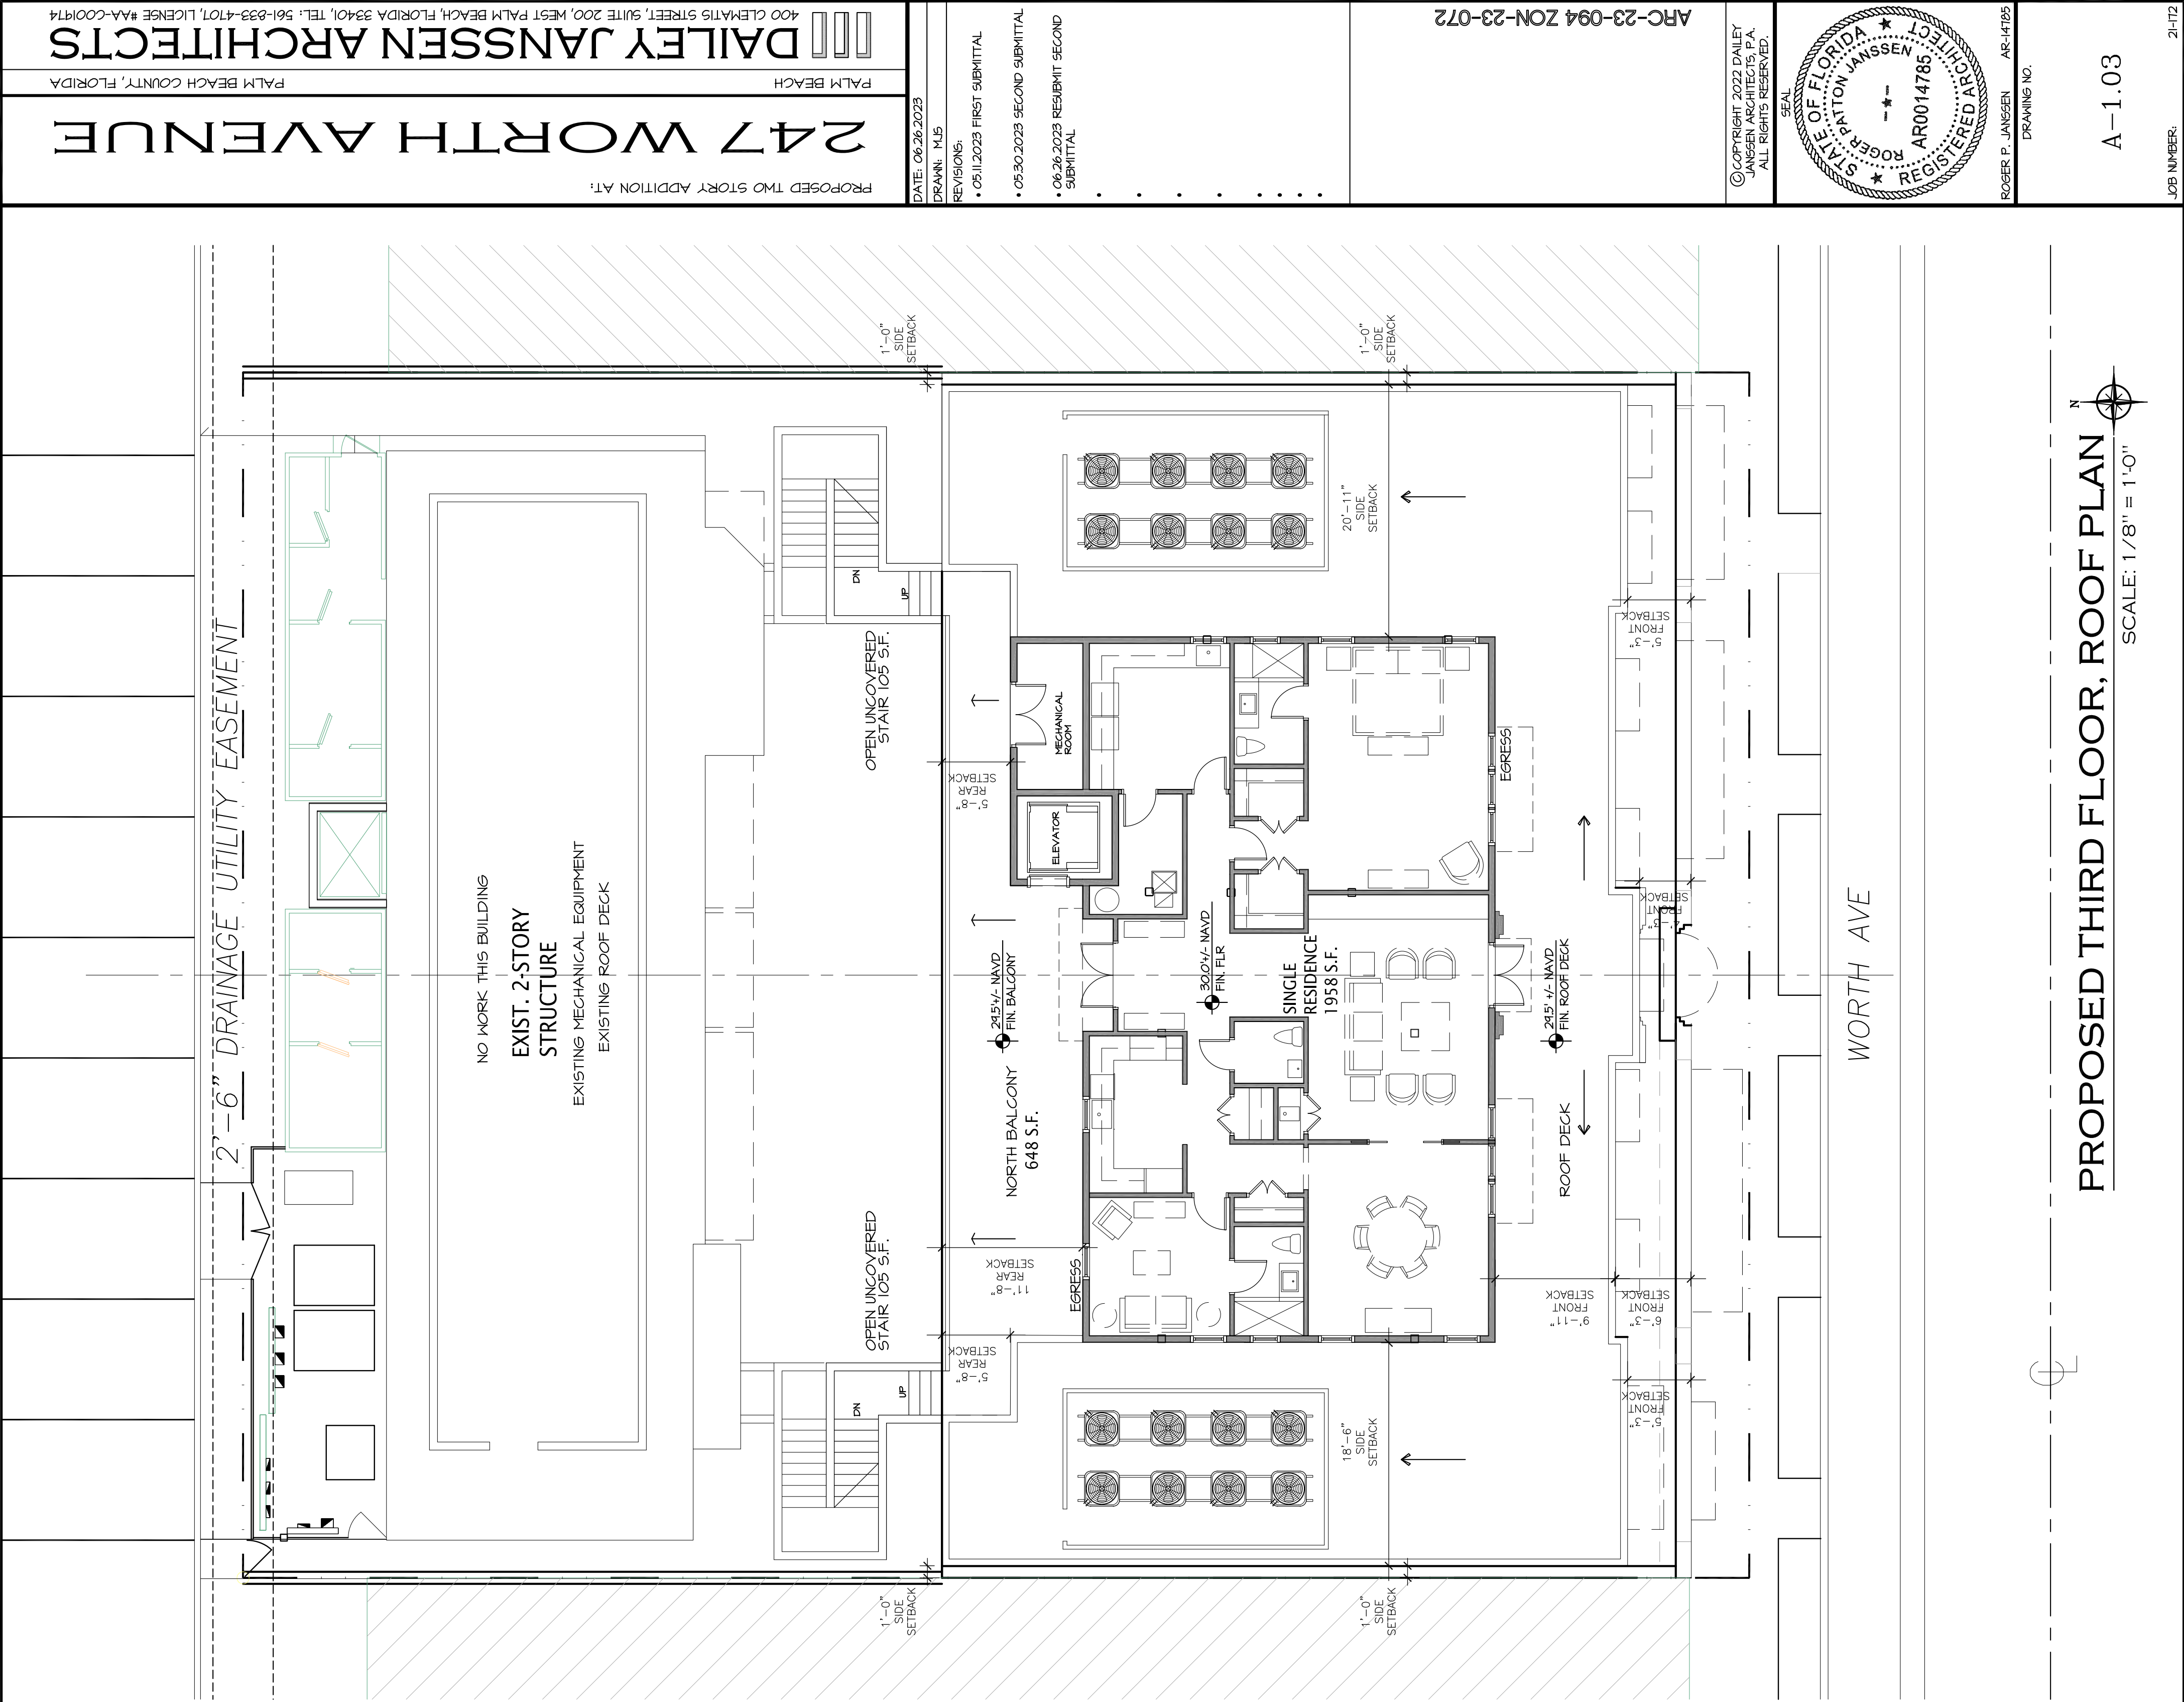 PROPOSED TWO STORY ADDITION AT:
247 WORTH AVENUE
PALM BEACH
PALM BEACH COUNTY, FLORIDA
DAILEY JANSSEN ARCHITECTS
400 CLEMATIS STREET, SUITE 200, WEST PALM BEACH, FLORIDA 33401, TEL: 561-833-4707, LICENSE #AA-C001974
DATE: 06.26.2023
DRAWN: MJS
REVISIONS:
• 05.11.2023 FIRST SUBMITTAL
• 05.30.2023 SECOND SUBMITTAL
• 06.26.2023 RESUBMIT SECOND
SUBMITTAL
ARC-23-094 ZON-23-072
©COPYRIGHT 2022 DAILEY
JANSSEN ARCHITECTS, P.A.
ALL RIGHTS RESERVED.
SEAL
STATE OF FLORIDA
ROGER PATTON JANSSEN
AR0014785
REGISTERED ARCHITECT
ROGER P. JANSSEN AR-14785
DRAWING NO.
A-1.03
JOB NUMBER: 21-172
2'-6" DRAINAGE UTILITY EASEMENT
NO WORK THIS BUILDING
EXIST. 2-STORY
STRUCTURE
EXISTING MECHANICAL EQUIPMENT
EXISTING ROOF DECK
1'-0"
SIDE
SETBACK
1'-0"
SIDE
SETBACK
OPEN UNCOVERED
STAIR 105 S.F.
DN
UP
OPEN UNCOVERED
STAIR 105 S.F.
DN
UP
5'-8"
REAR
SETBACK
11'-8"
REAR
SETBACK
5'-8"
REAR
SETBACK
29.5'+/- NAVD
FIN. BALCONY
NORTH BALCONY
648 S.F.
MECHANICAL
ROOM
ELEVATOR
EGRESS
30.0'+/- NAVD
FIN. FLR
SINGLE
RESIDENCE
1958 S.F.
20'-11"
SIDE
SETBACK
18'-6"
SIDE
SETBACK
1'-0"
SIDE
SETBACK
1'-0"
SIDE
SETBACK
EGRESS
29.5' +/- NAVD
FIN. ROOF DECK
ROOF DECK
5'-3"
FRONT
SETBACK
FRONT
SETBACK
9'-11"
FRONT
SETBACK
6'-3"
FRONT
SETBACK
5'-3"
FRONT
SETBACK
WORTH AVE
PROPOSED THIRD FLOOR, ROOF PLAN
SCALE: 1/8" = 1'-0"
N